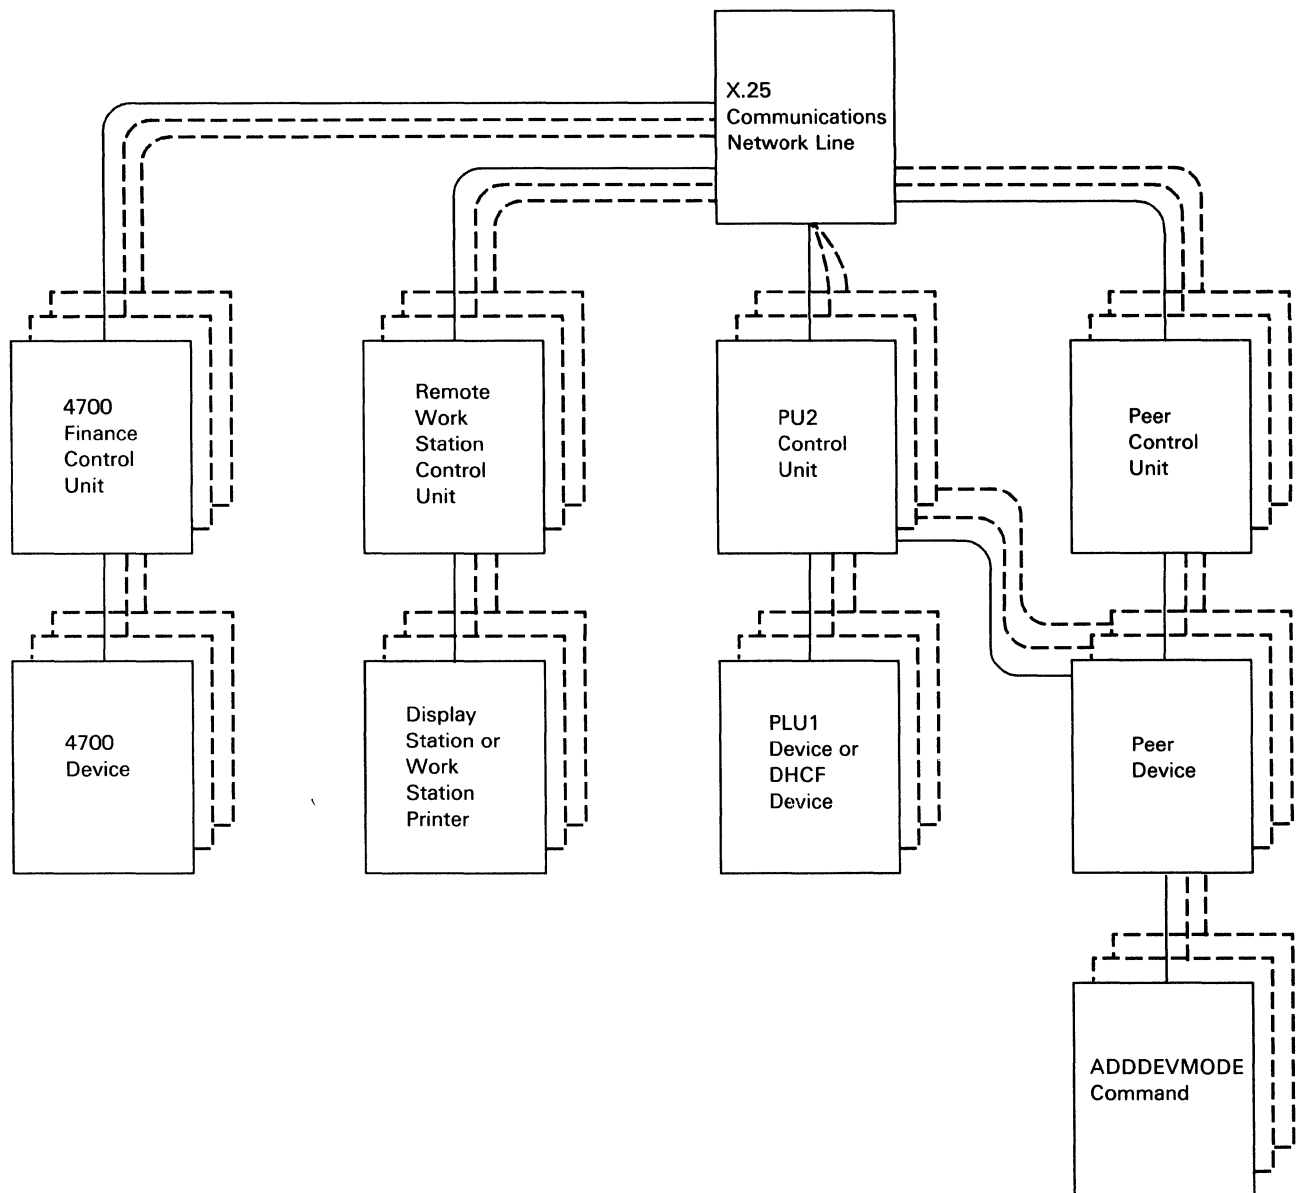 X.25
Communications
Network Line
4700
Finance
Control
Unit
Remote
Work
Station
Control
Unit
PU2
Control
Unit
Peer
Control
Unit
4700
Device
Display
Station or
Work
Station
Printer
PLU1
Device or
DHCF
Device
Peer
Device
ADDDEVMODE
Command